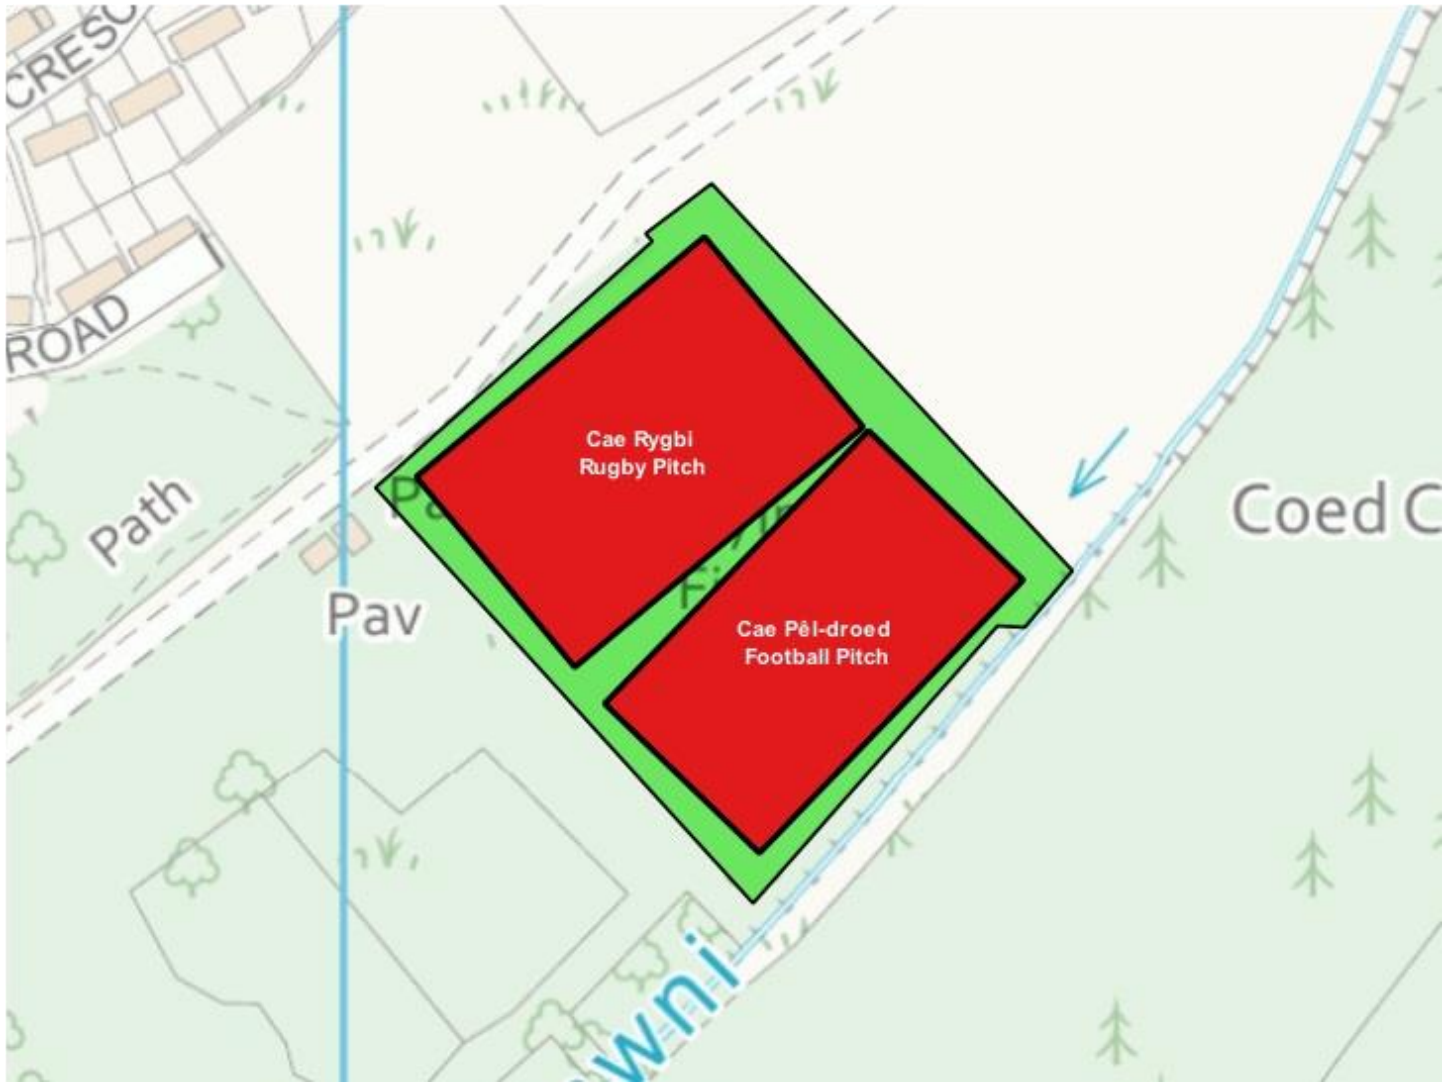 CRESC
ROAD
Path
Pav
Cae Rygbi
Rugby Pitch
Cae Pêl-droed
Football Pitch
Coed C
wni